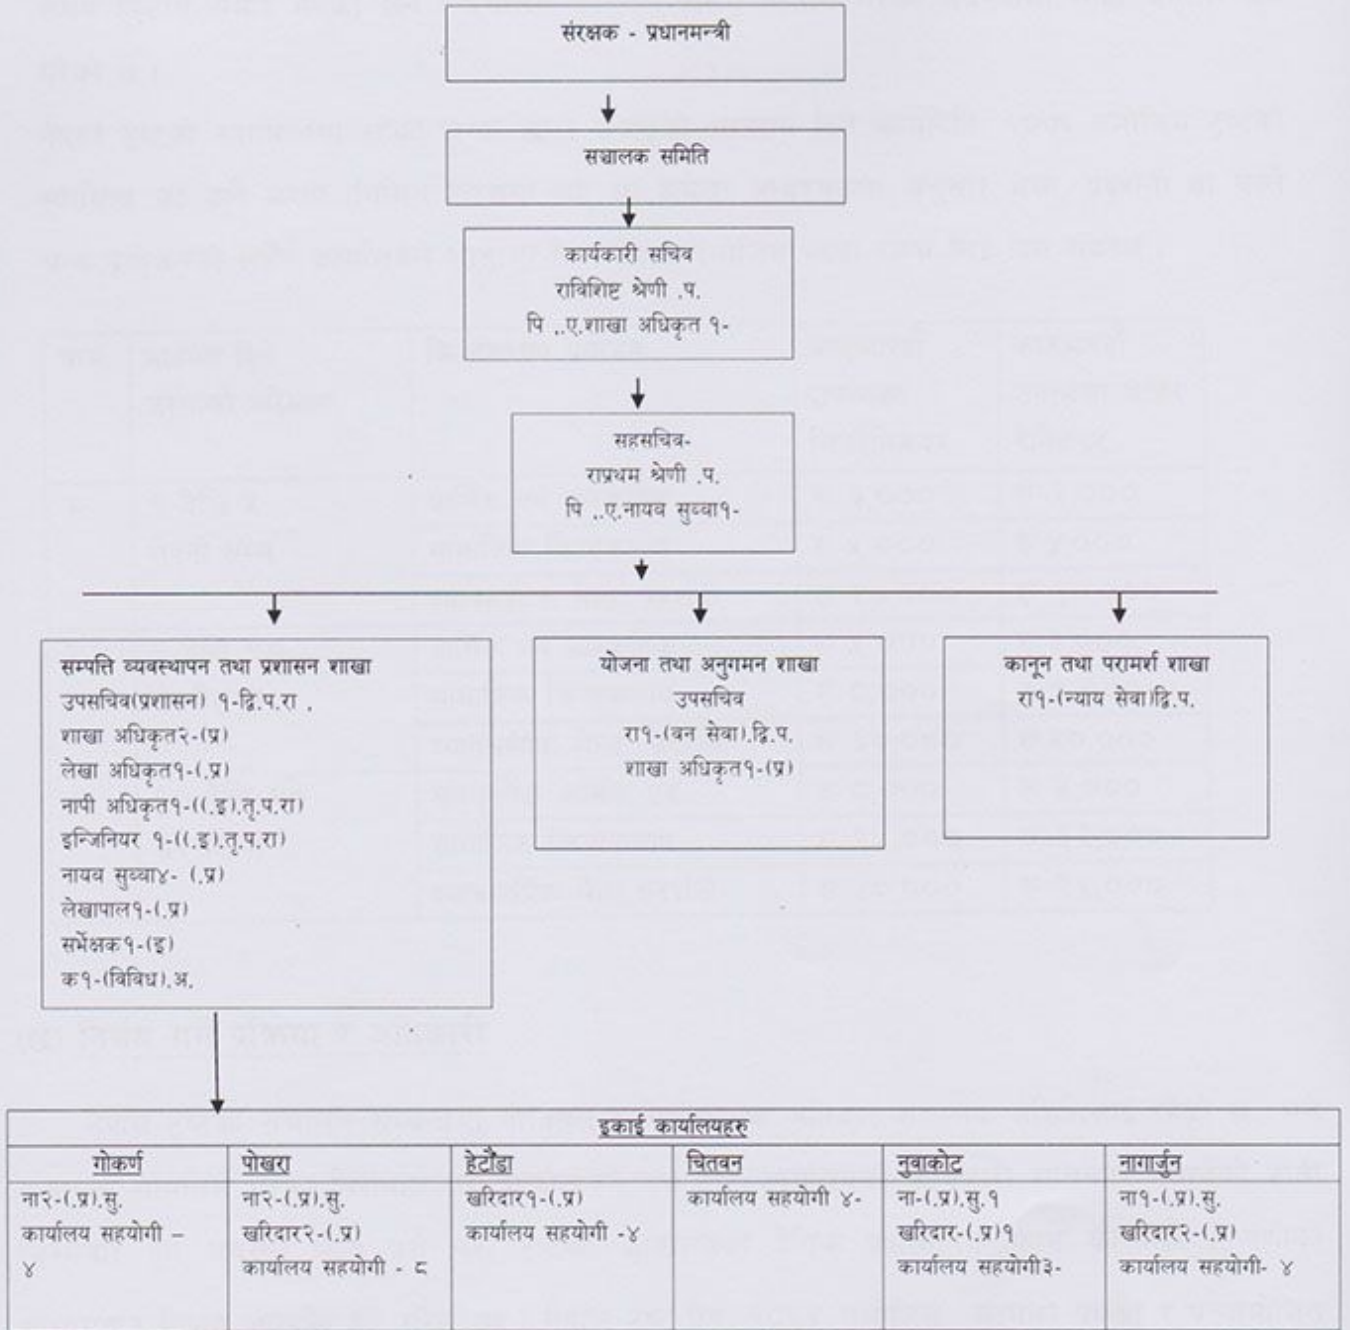 संरक्षक - प्रधानमन्त्री
सञ्चालक समिति
कार्यकारी सचिव
राविशिष्ट श्रेणी .प.
पि ..ए.शाखा अधिकृत १-
सहसचिव-
राप्रथम श्रेणी .प.
पि ..ए.नायव सुव्वा१-
सम्पत्ति व्यवस्थापन तथा प्रशासन शाखा
उपसचिव(प्रशासन) १-द्वि.प.रा .
शाखा अधिकृत२-(प्र)
लेखा अधिकृत१-(.प्र)
नापी अधिकृत१-((.इ).तृ.प.रा)
इन्जिनियर १-((.इ).तृ.प.रा)
नायव सुव्वा४- (.प्र)
लेखापाल१-(.प्र)
सर्भेक्षक१-(इ)
क१-(विविध).अ.
योजना तथा अनुगमन शाखा
उपसचिव
रा१-(वन सेवा).द्वि.प.
शाखा अधिकृत१-(प्र)
कानून तथा परामर्श शाखा
रा१-(न्याय सेवा)द्वि.प.
इकाई कार्यालयहरु
गोकर्ण
ना२-(.प्र).सु.
कार्यालय सहयोगी –
४
पोखरा
ना२-(.प्र).सु.
खरिदार२-(.प्र)
कार्यालय सहयोगी - ८
हेटौंडा
खरिदार१-(.प्र)
कार्यालय सहयोगी -४
चितवन
कार्यालय सहयोगी ४-
नुवाकोट
ना-(.प्र).सु.१
खरिदार-(.प्र)१
कार्यालय सहयोगी३-
नागार्जुन
ना१-(.प्र).सु.
खरिदार२-(.प्र)
कार्यालय सहयोगी- ४